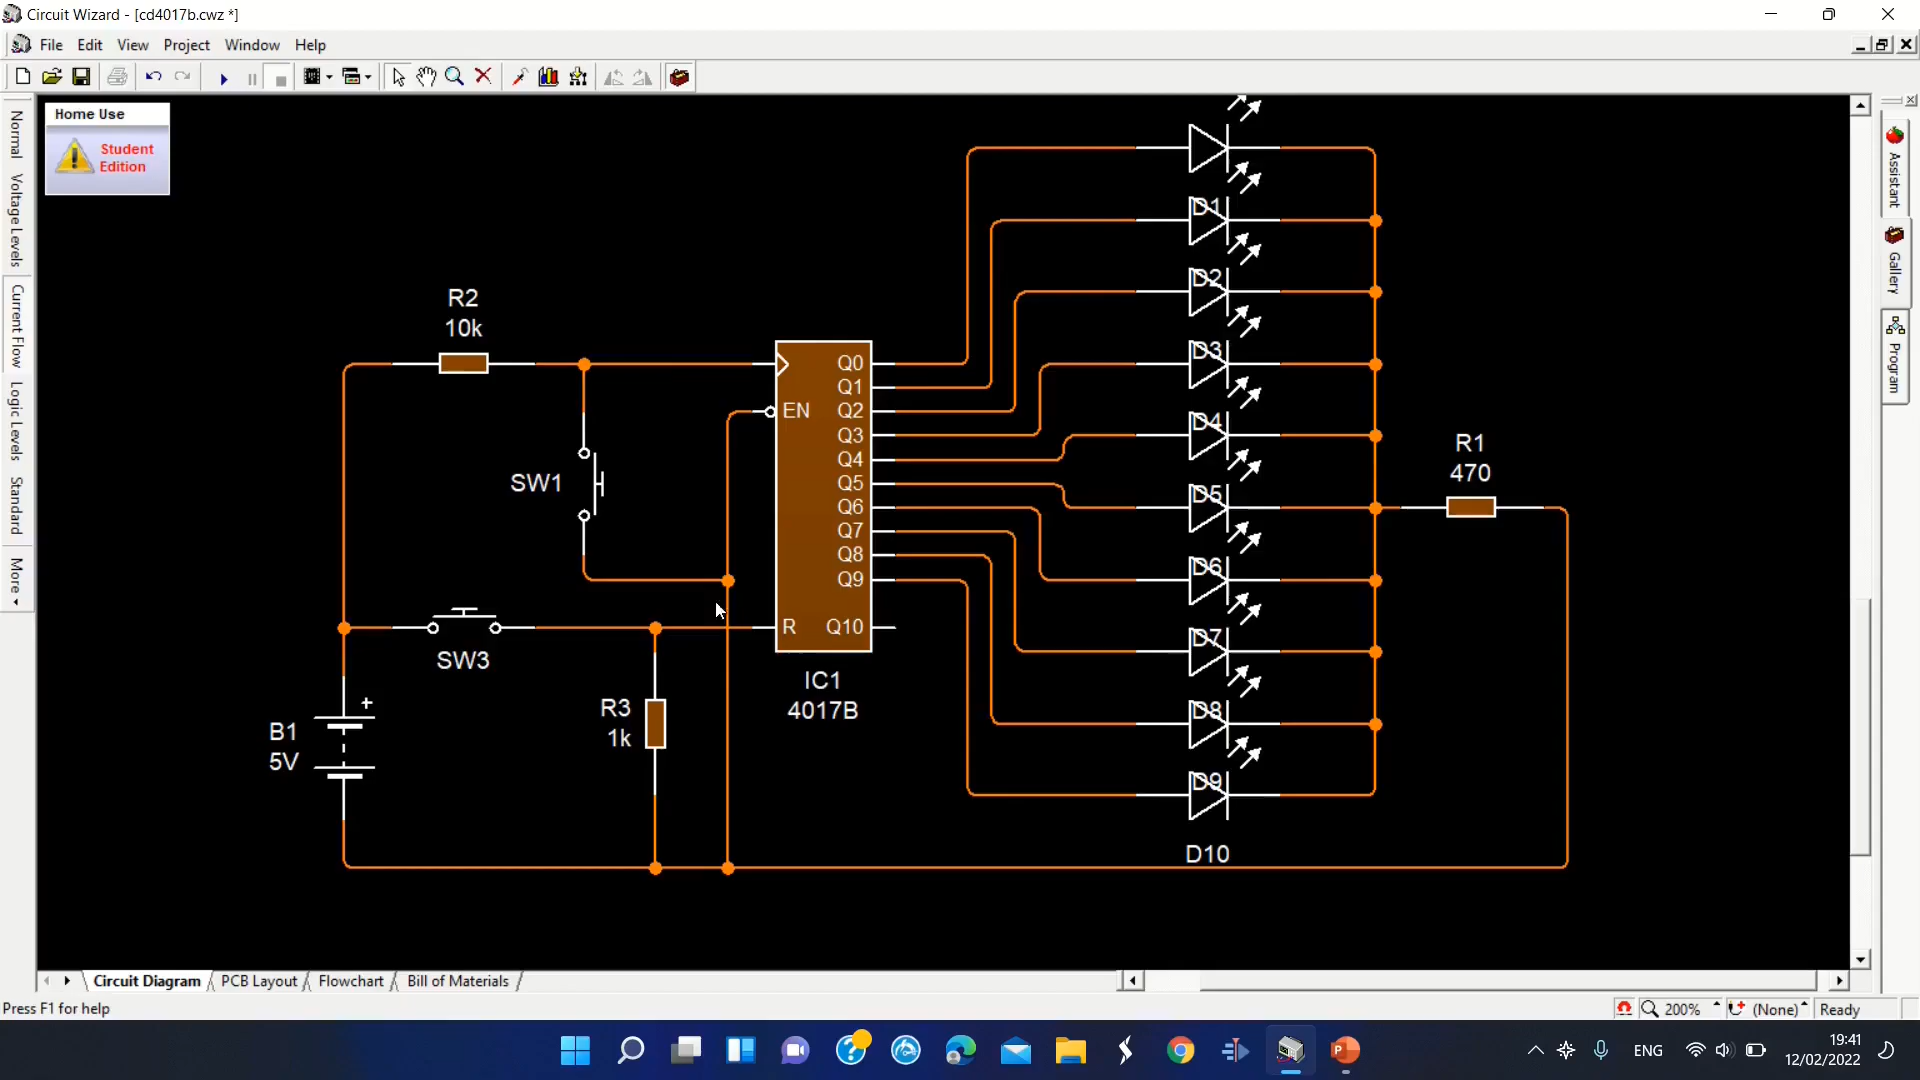 Circuit Wizard - [cd4017b.cwz *]
File Edit View Project Window Help
Home Use
Student
Edition
Normal
Voltage Levels
Current Flow
Logic Levels
Standard
More
Assistant
Gallery
Program
R2
10k
SW1
SW3
B1
5V
+
R3
1k
EN
R
Q0
Q1
Q2
Q3
Q4
Q5
Q6
Q7
Q8
Q9
Q10
IC1
4017B
D1
D2
D3
D4
D5
D6
D7
D8
D9
D10
R1
470
Circuit Diagram PCB Layout Flowchart Bill of Materials
Press F1 for help
200% (None) Ready
ENG
19:41
12/02/2022